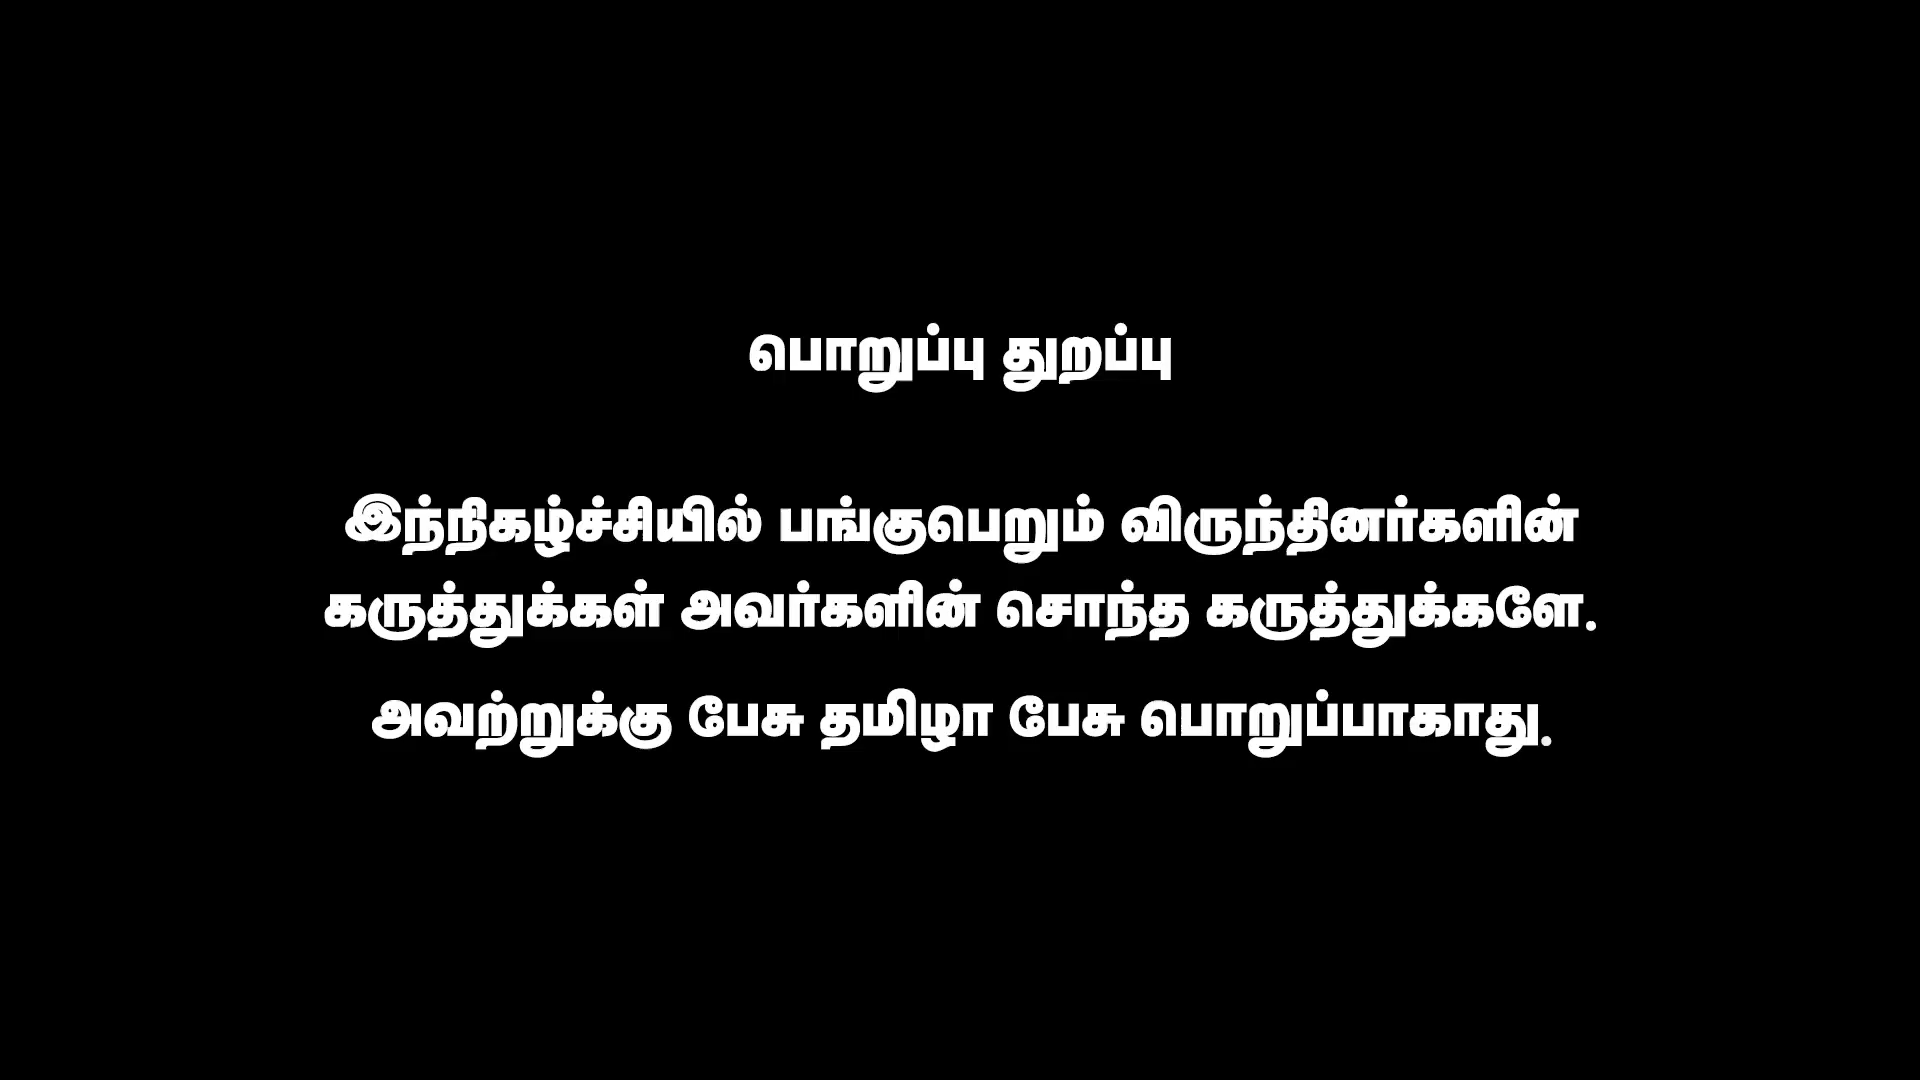 பொறுப்பு துறப்பு
இந்நிகழ்ச்சியில் பங்குபெறும் விருந்தினர்களின்
கருத்துக்கள் அவர்களின் சொந்த கருத்துக்களே.
அவற்றுக்கு பேசு தமிழா பேசு பொறுப்பாகாது.